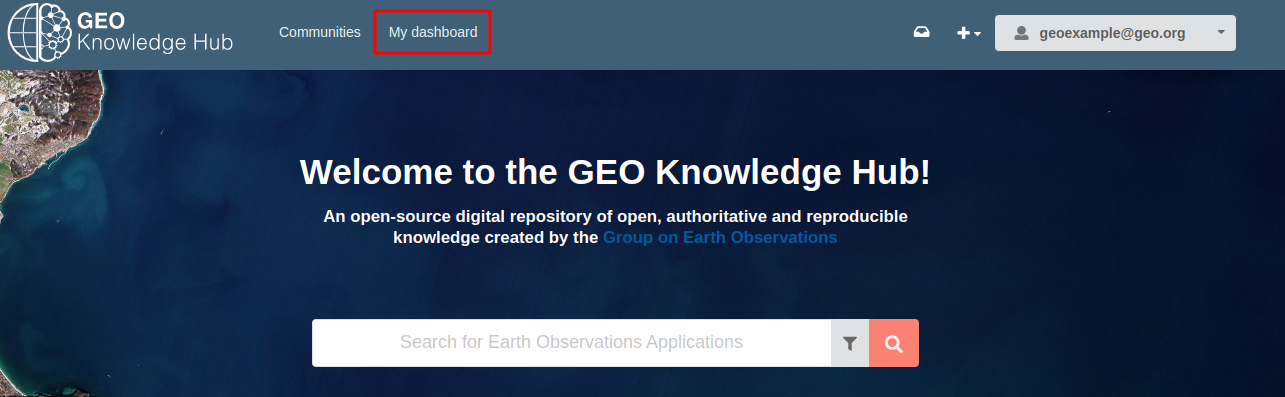 GEO
Knowledge Hub
Communities
My dashboard
geoexample@geo.org
Welcome to the GEO Knowledge Hub!
An open-source digital repository of open, authoritative and reproducible
knowledge created by the Group on Earth Observations
Search for Earth Observations Applications